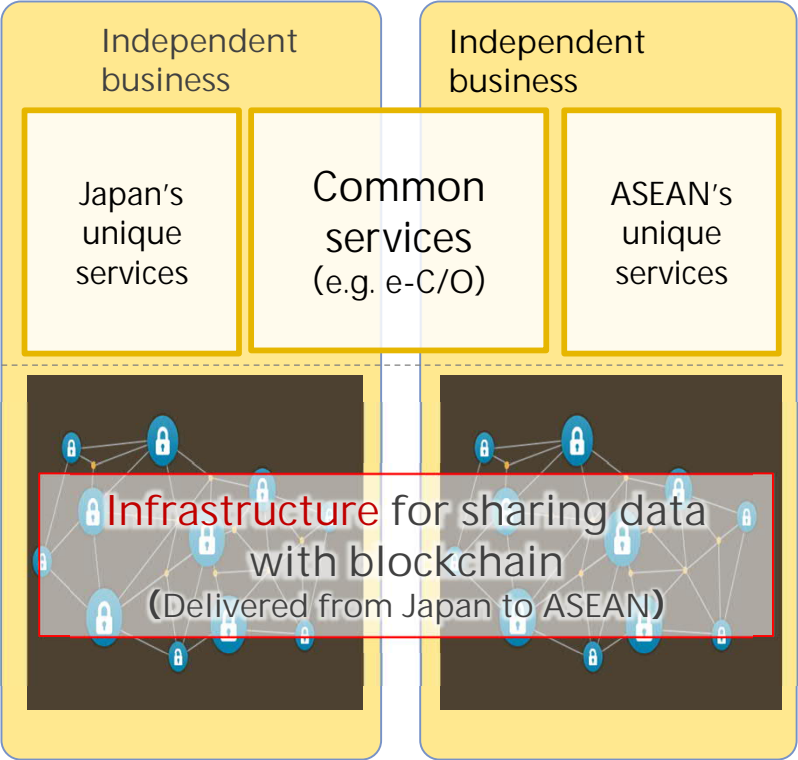 Independent
business
Independent
business
Japan's
unique
services
Common
services
(e.g. e-C/O)
ASEAN's
unique
services
Infrastructure for sharing data
with blockchain
(Delivered from Japan to ASEAN)